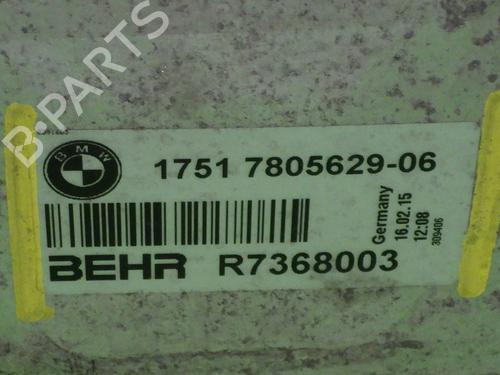 B-PARTS
BMW
1751 7805629-06
Germany
16.02.15
12:08
309406
BEHR R7368003